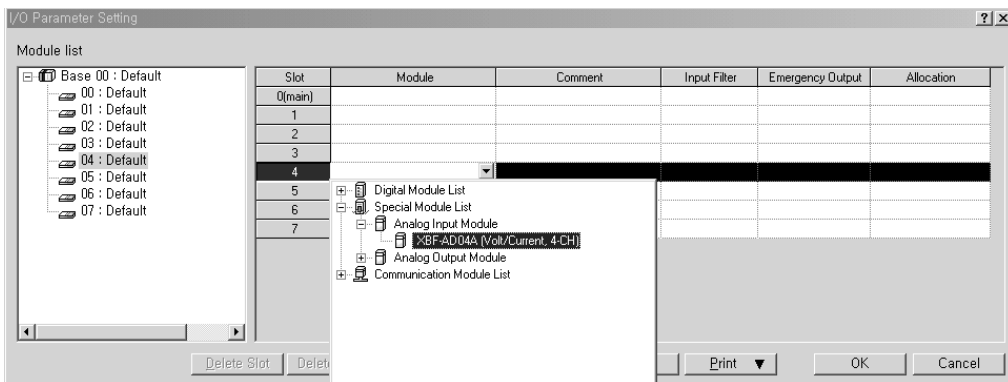 I/O Parameter Setting
Module list
Base 00 : Default
00 : Default
01 : Default
02 : Default
03 : Default
04 : Default
05 : Default
06 : Default
07 : Default
Slot Module Comment Input Filter Emergency Output Allocation
0(main)
1
2
3
4
5
6
7
Digital Module List
Special Module List
Analog Input Module
XBF-AD04A (Volt/Current, 4-CH)
Analog Output Module
Communication Module List
Delete Slot
Print
OK
Cancel